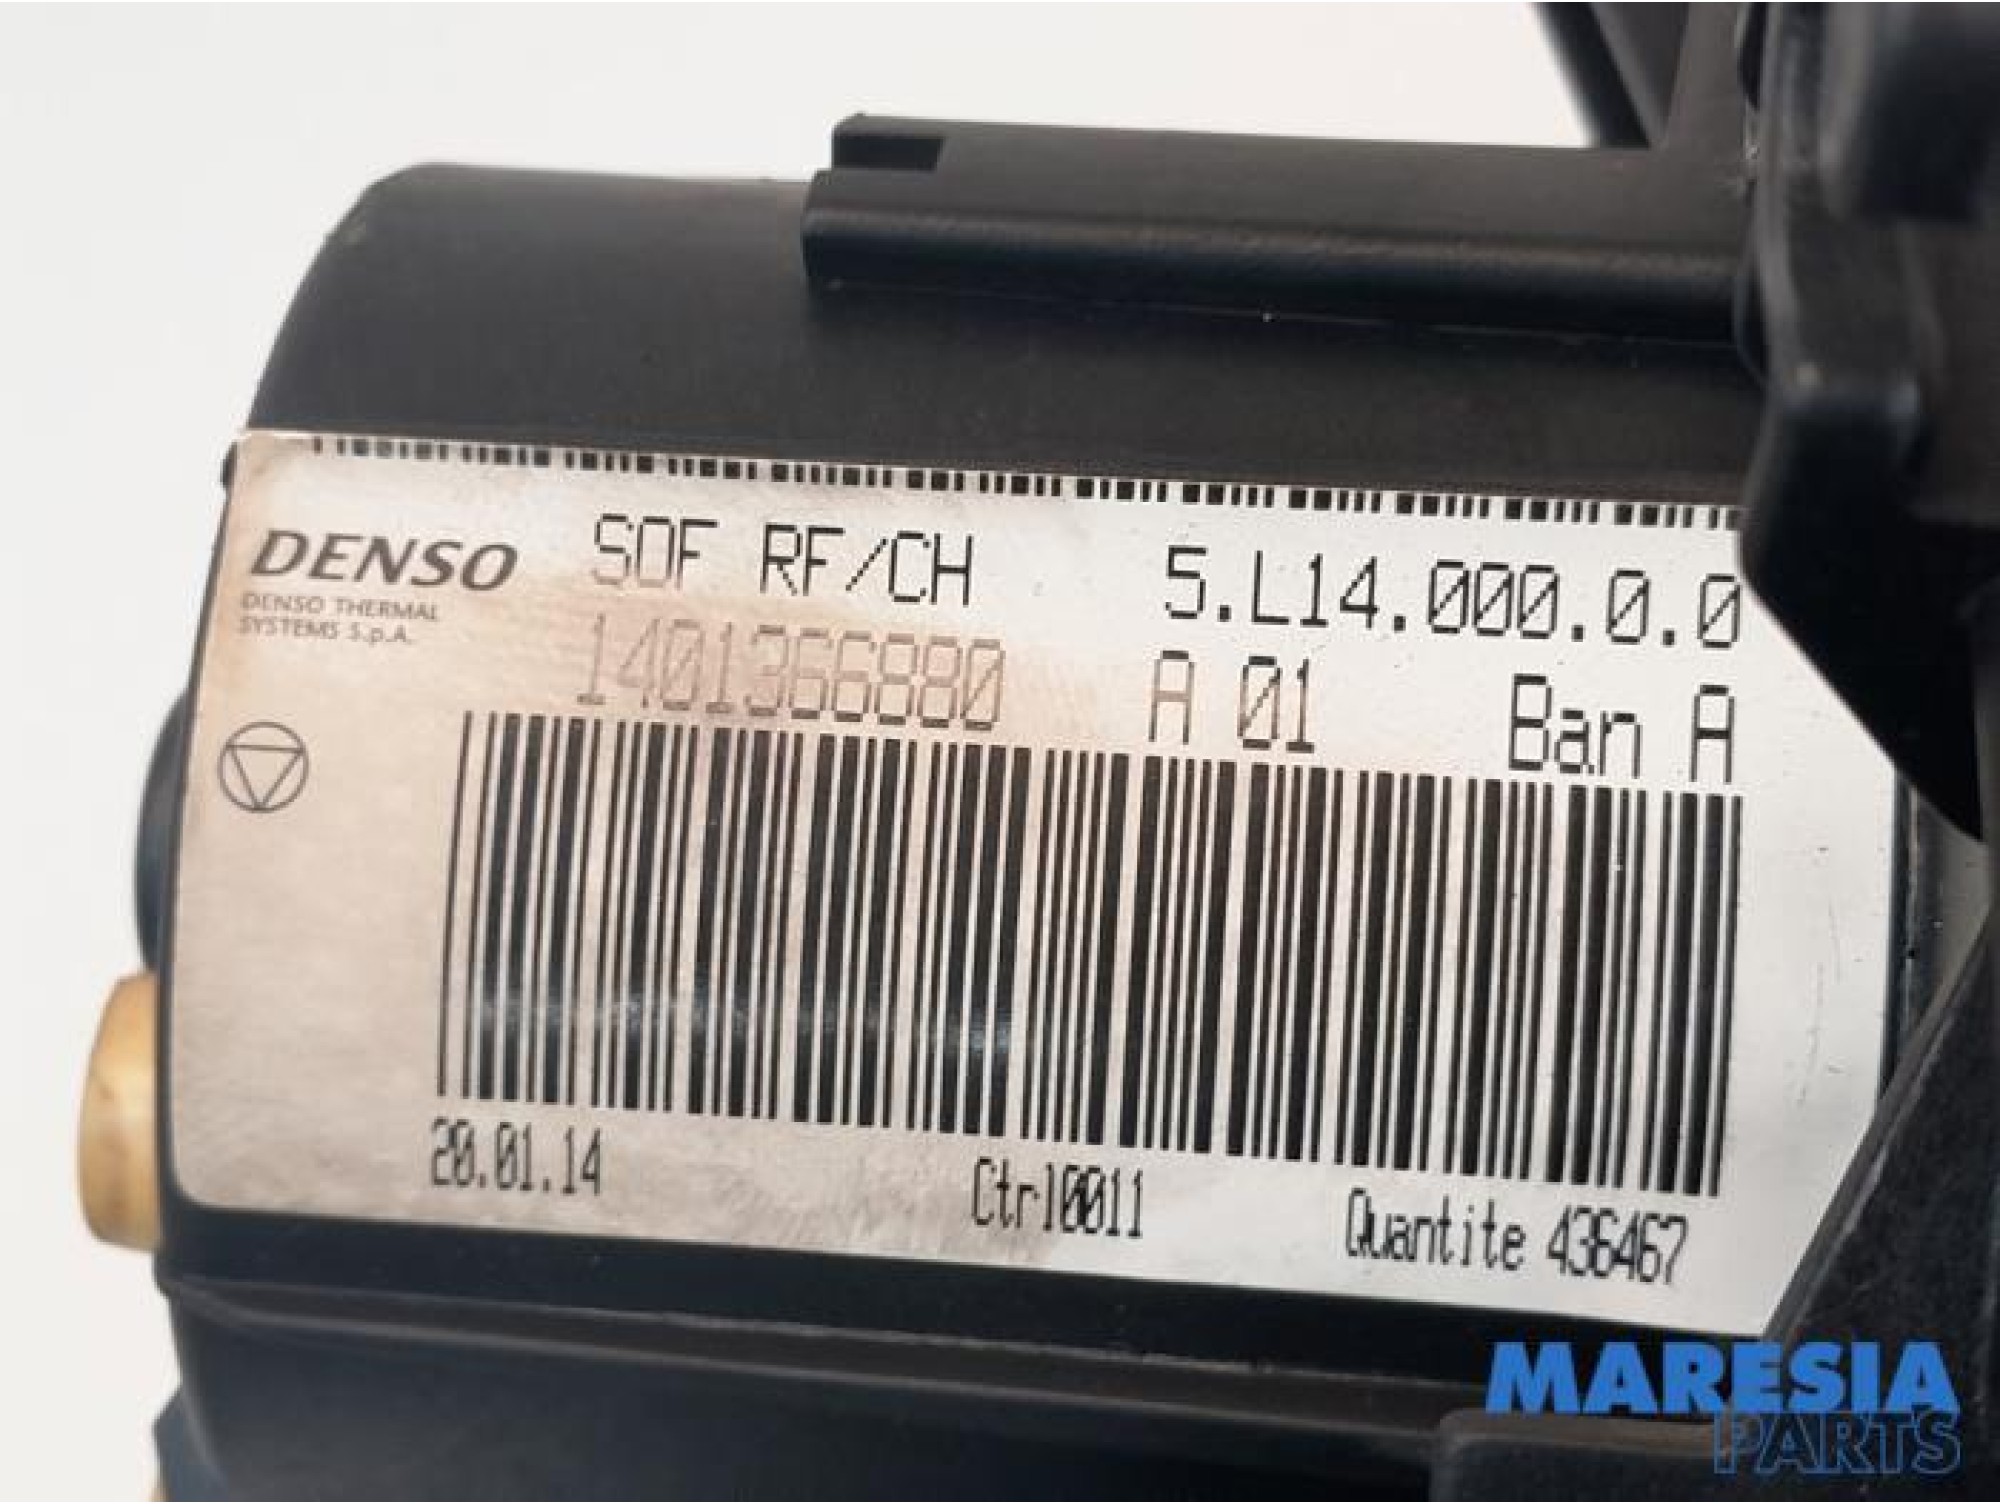 DENSO SOF RF/CH 5.L14.000.0.0
DENSO THERMAL
SYSTEMS S.p.A.
1401366880 A 01 Ban A
20.01.14 Ctrl0011 Quantite 436467
MARESIA
PARTS